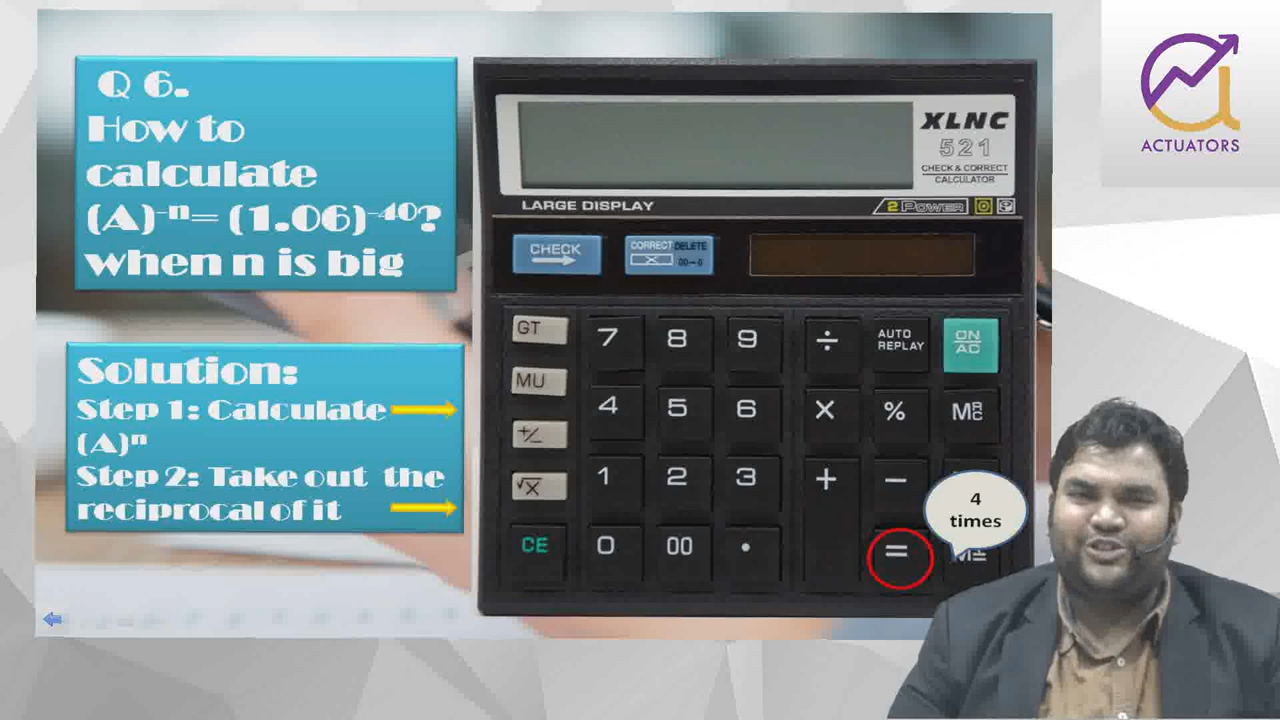 Q 6.
How to
calculate
(A)⁻ⁿ= (1.06)⁻⁴⁰?
when n is big
Solution:
Step 1: Calculate
(A)ⁿ
Step 2: Take out the
reciprocal of it
XLNC
521
CHECK & CORRECT
CALCULATOR
LARGE DISPLAY
2 POWER
CHECK
CORRECT DELETE
00→0
GT 7 8 9 ÷ AUTO REPLAY ON/AC
MU 4 5 6 X %
+/- 1 2 3 + −
√X
CE 0 00 • =
4
times
ACTUATORS